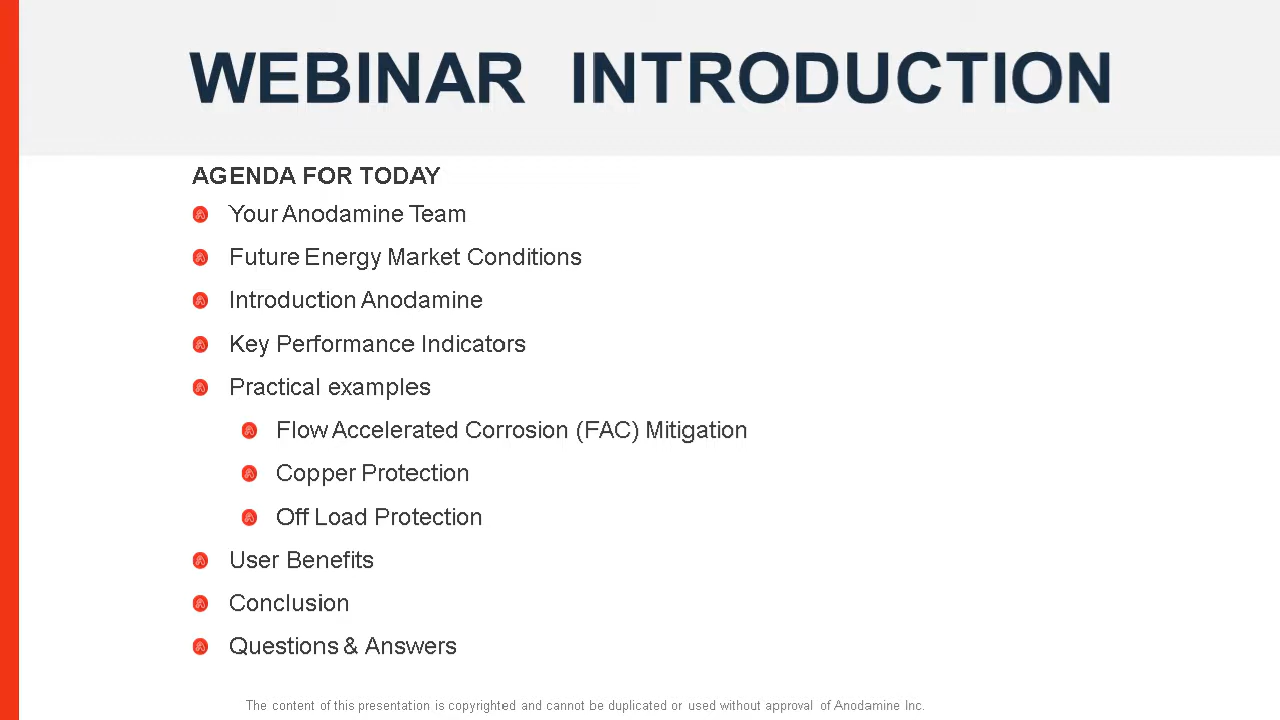 WEBINAR INTRODUCTION
AGENDA FOR TODAY
Your Anodamine Team
Future Energy Market Conditions
Introduction Anodamine
Key Performance Indicators
Practical examples
Flow Accelerated Corrosion (FAC) Mitigation
Copper Protection
Off Load Protection
User Benefits
Conclusion
Questions & Answers
The content of this presentation is copyrighted and cannot be duplicated or used without approval of Anodamine Inc.